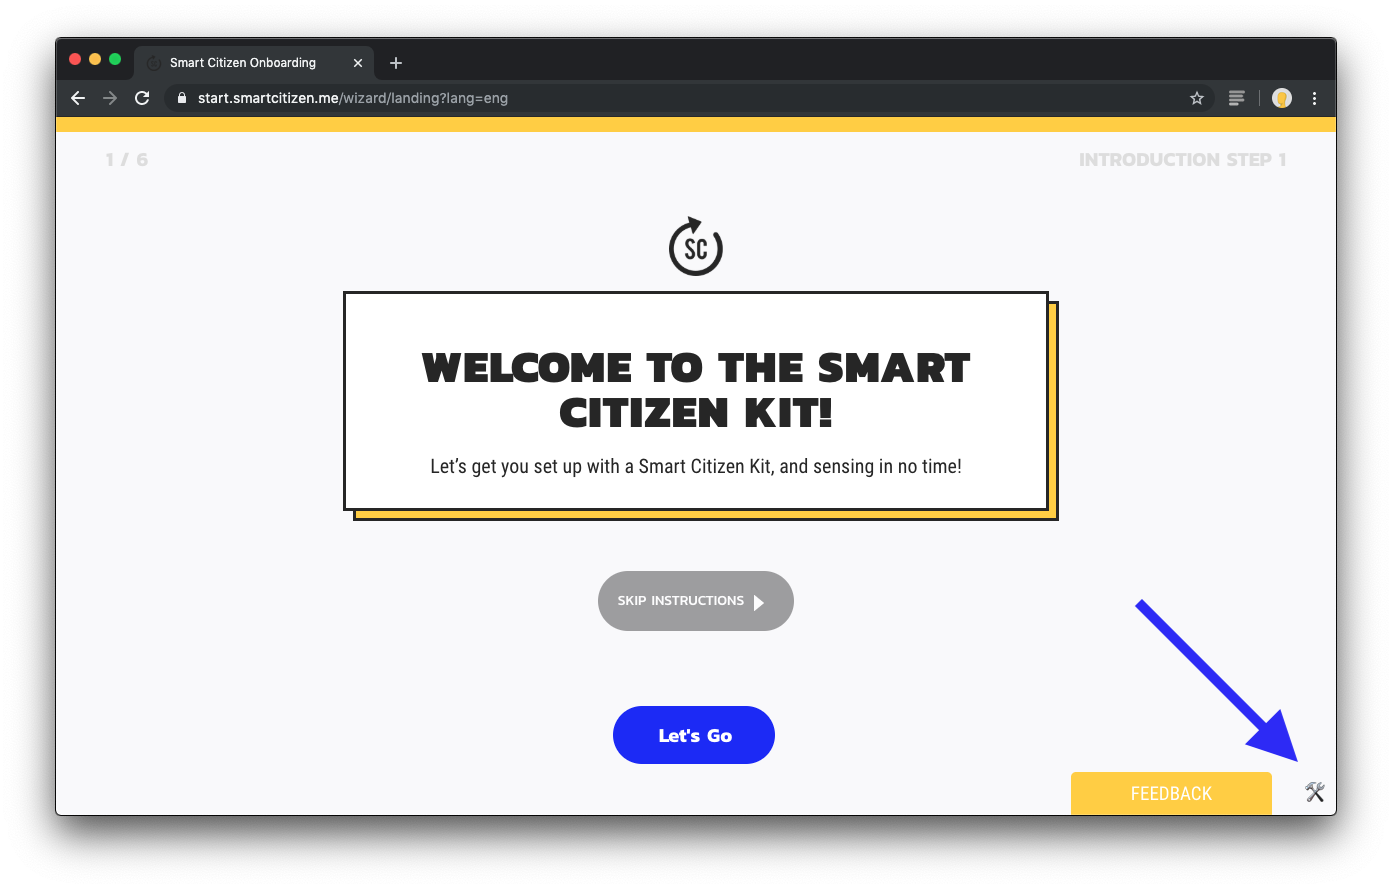 Smart Citizen Onboarding
start.smartcitizen.me/wizard/landing?lang=eng
1 / 6
INTRODUCTION STEP 1
SC
WELCOME TO THE SMART
CITIZEN KIT!
Let’s get you set up with a Smart Citizen Kit, and sensing in no time!
SKIP INSTRUCTIONS
Let's Go
FEEDBACK